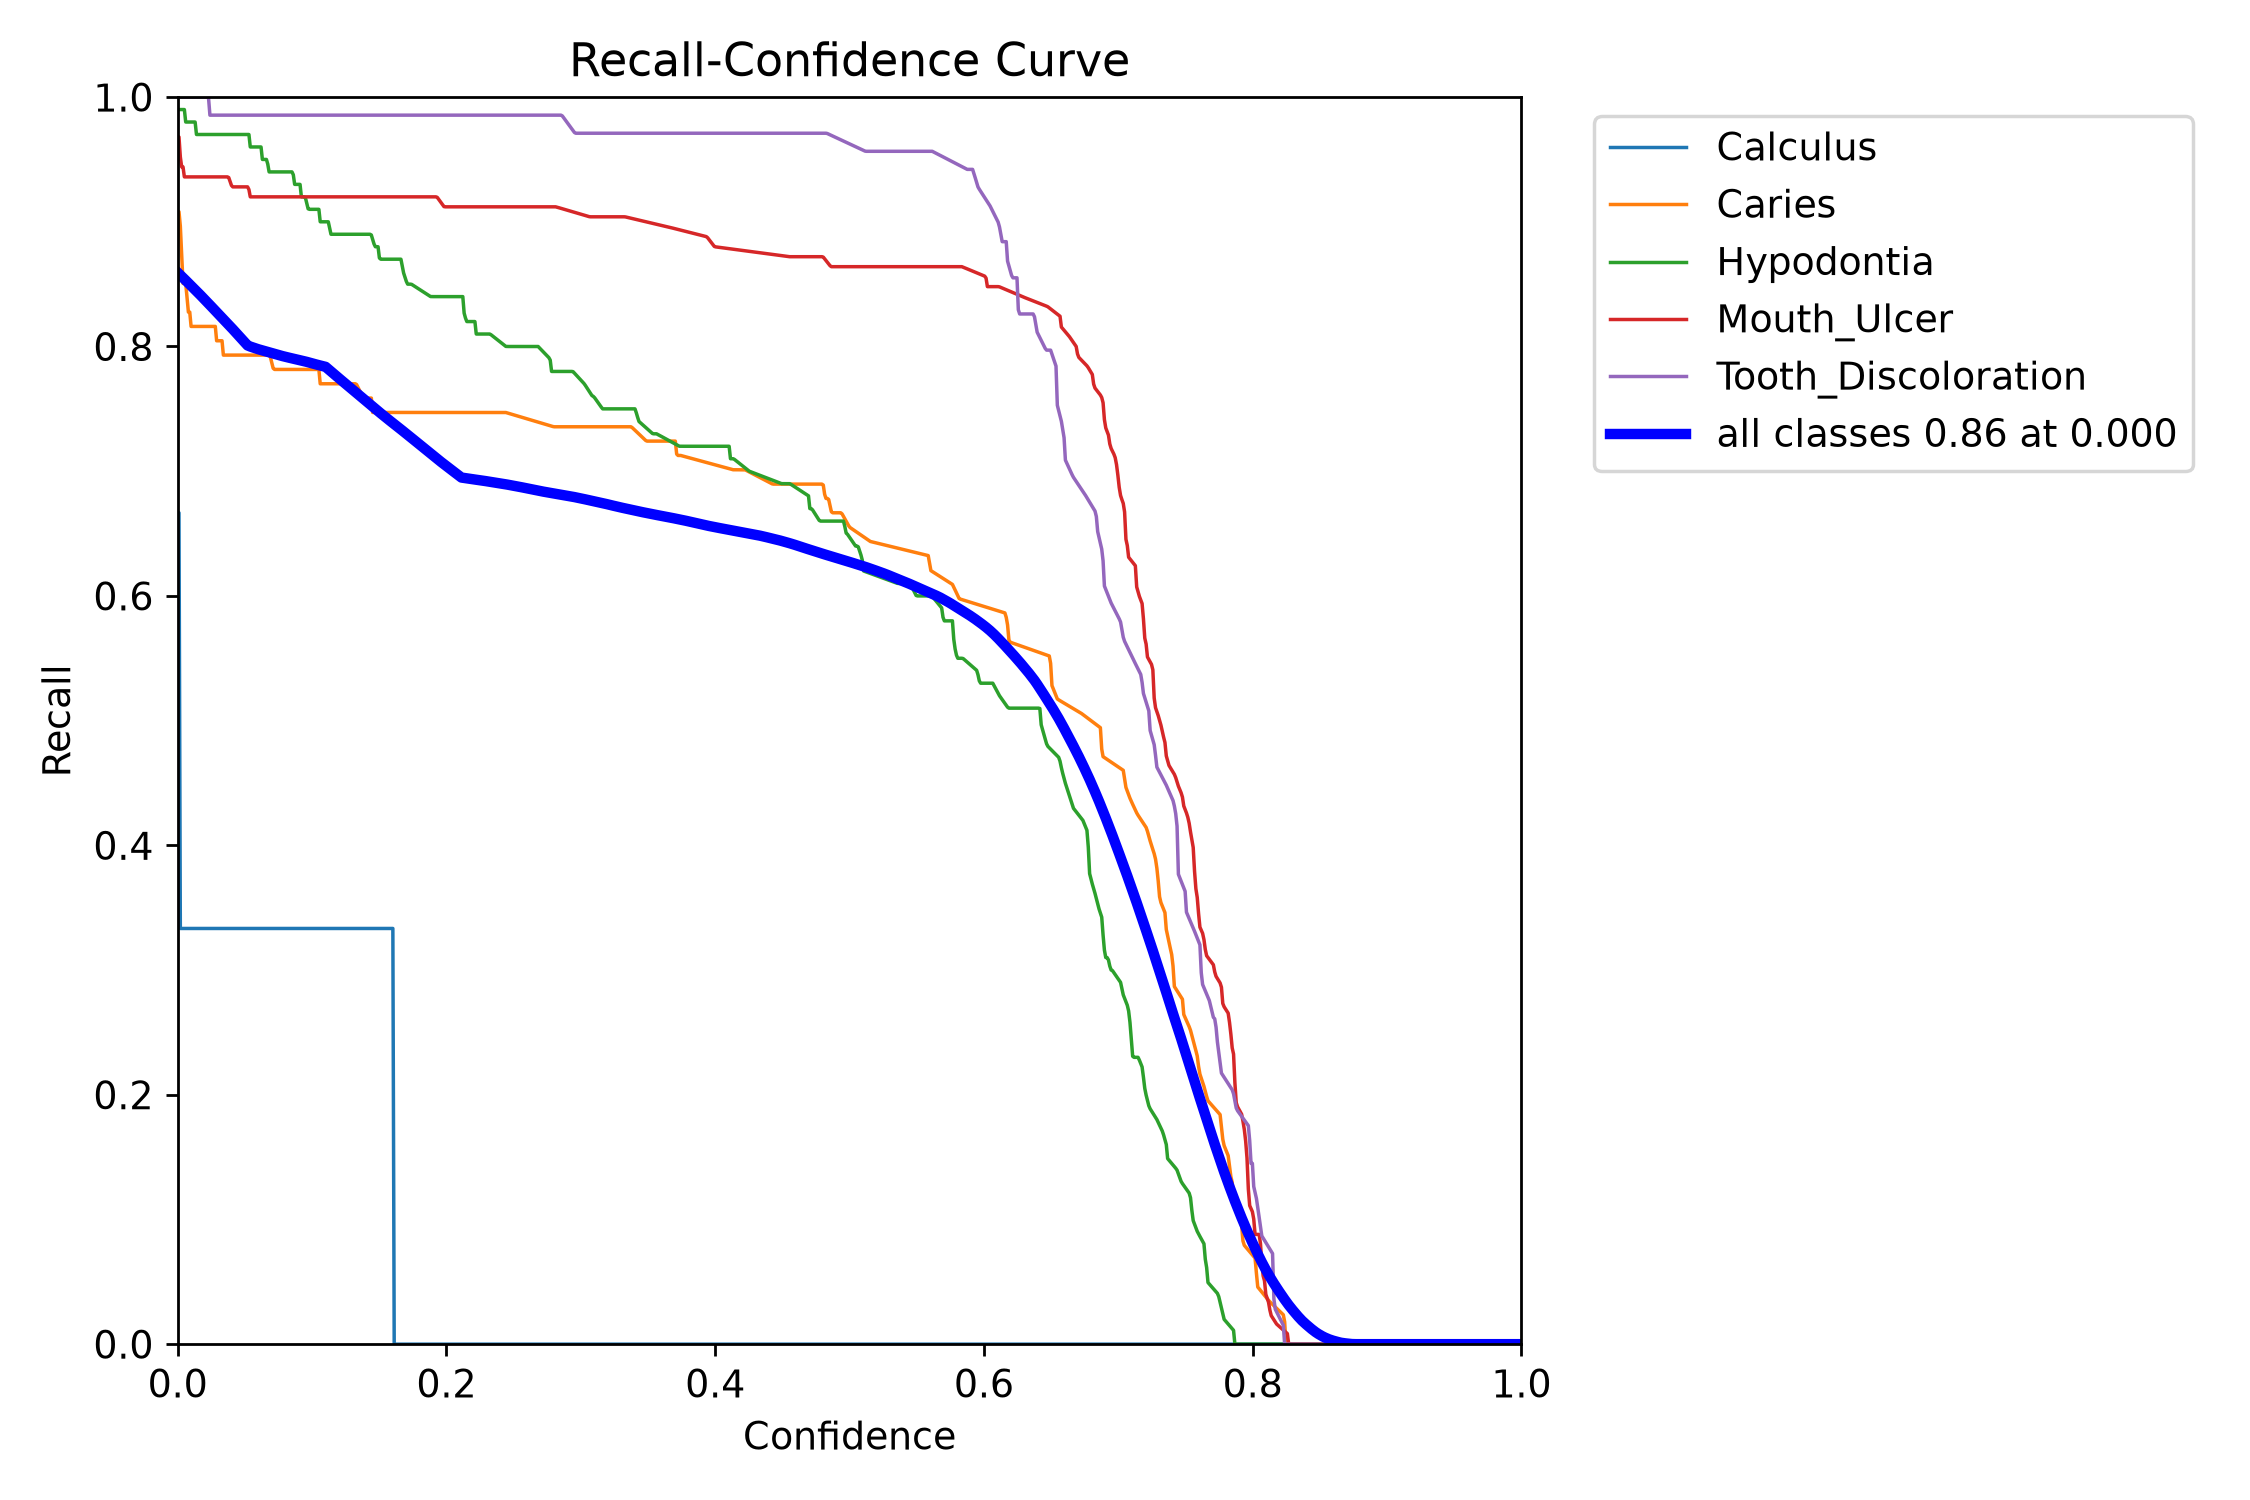 Recall-Confidence Curve
1.0
0.8
0.6
0.4
0.2
0.0
Recall
0.0 0.2 0.4 0.6 0.8 1.0
Confidence
Calculus
Caries
Hypodontia
Mouth_Ulcer
Tooth_Discoloration
all classes 0.86 at 0.000